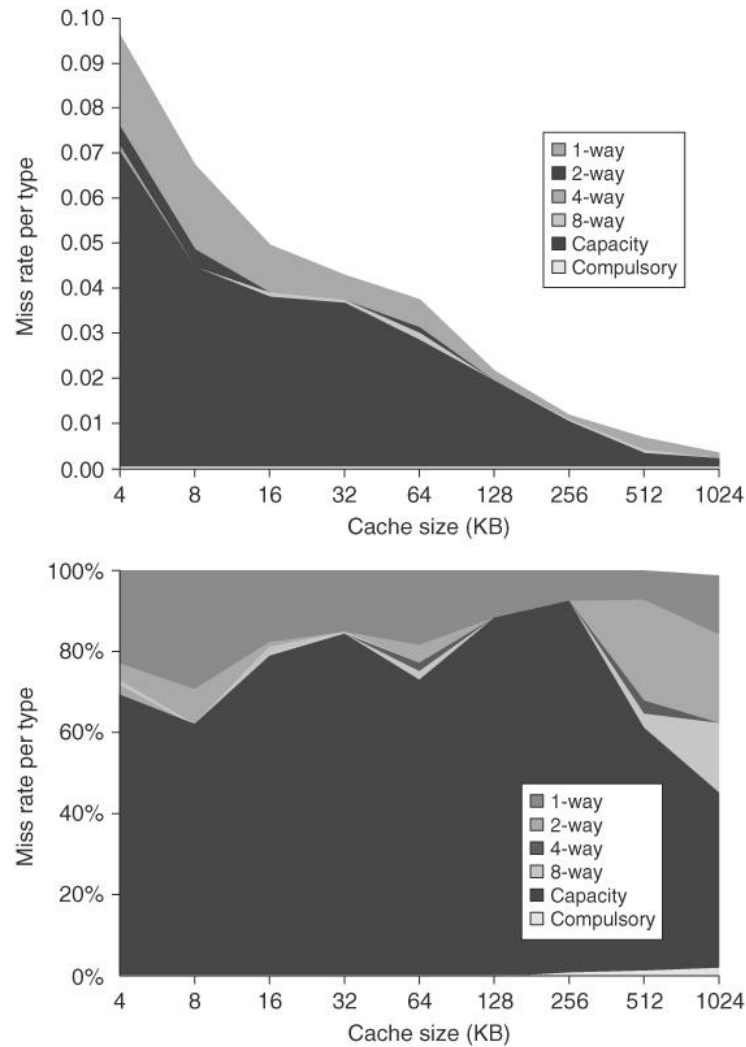 0.10
0.09
0.08
0.07
0.06
0.05
0.04
0.03
0.02
0.01
0.00
Miss rate per type
1-way
2-way
4-way
8-way
Capacity
Compulsory
4 8 16 32 64 128 256 512 1024
Cache size (KB)
100%
80%
60%
40%
20%
0%
Miss rate per type
1-way
2-way
4-way
8-way
Capacity
Compulsory
4 8 16 32 64 128 256 512 1024
Cache size (KB)